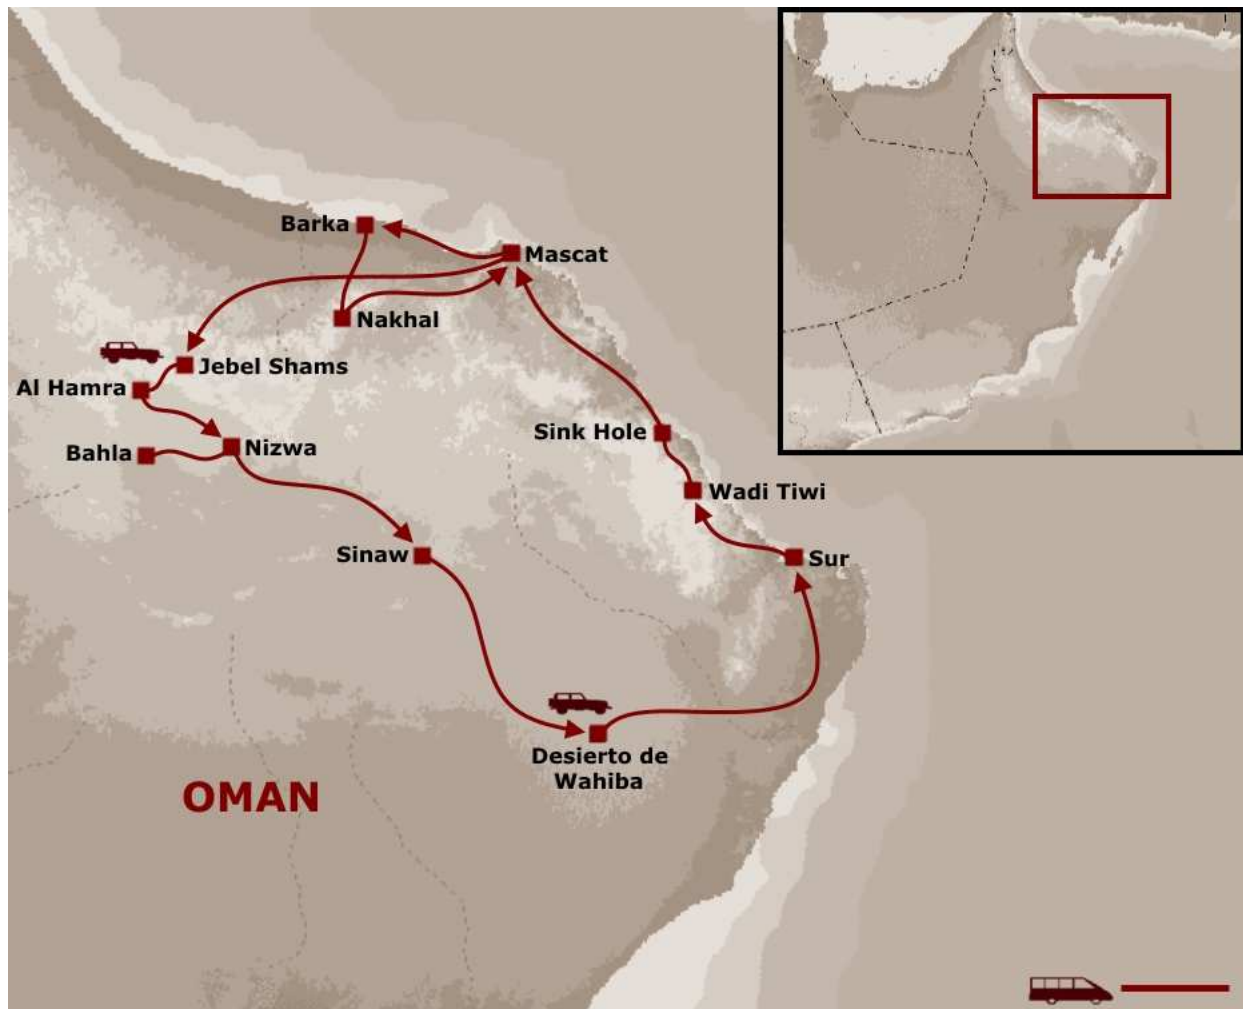 Barka
Mascat
Nakhal
Jebel Shams
Al Hamra
Nizwa
Bahla
Sink Hole
Wadi Tiwi
Sinaw
Sur
Desierto de
Wahiba
OMAN